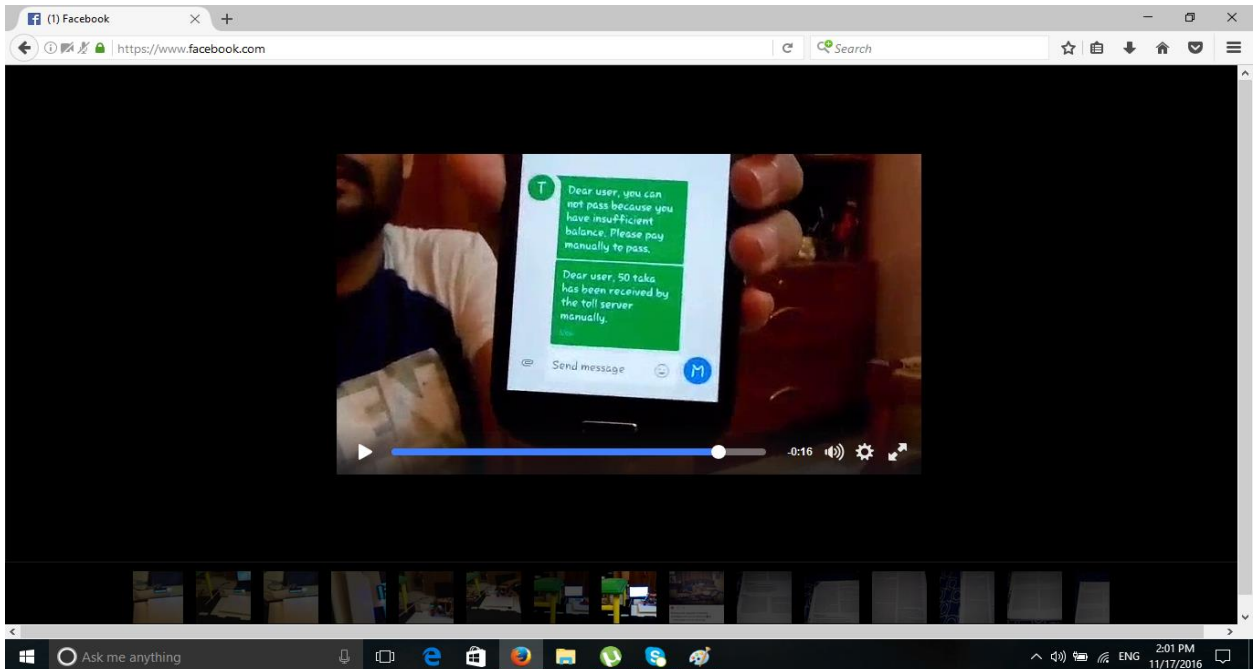 (1) Facebook
https://www.facebook.com
Search
T
Dear user, you can
not pass because you
have insufficient
balance. Please pay
manually to pass.
Dear user, 50 taka
has been received by
the toll server
manually.
Send message
M
-0:16
Ask me anything
ENG
2:01 PM
11/17/2016